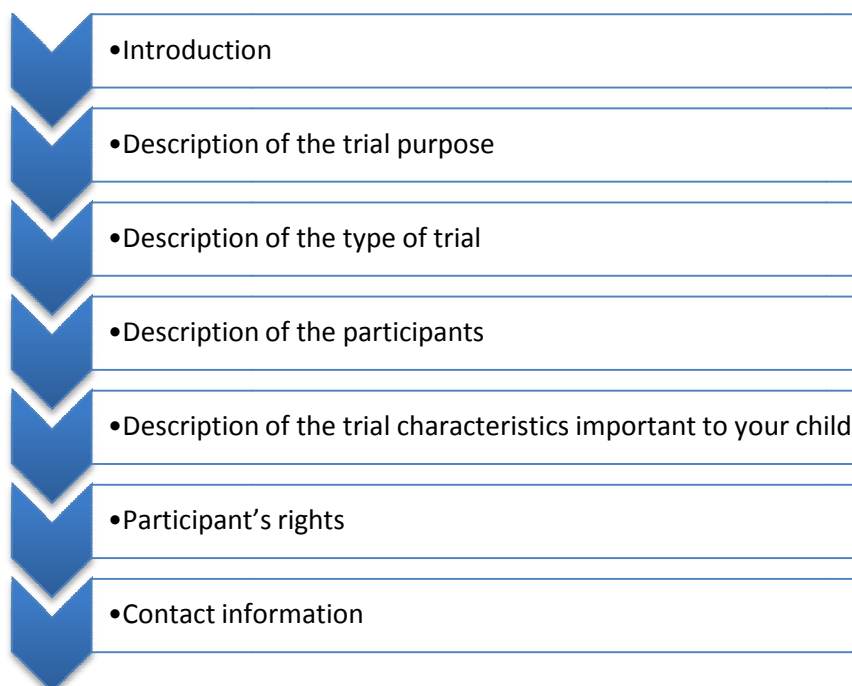 •Introduction
•Description of the trial purpose
•Description of the type of trial
•Description of the participants
•Description of the trial characteristics important to your child
•Participant’s rights
•Contact information